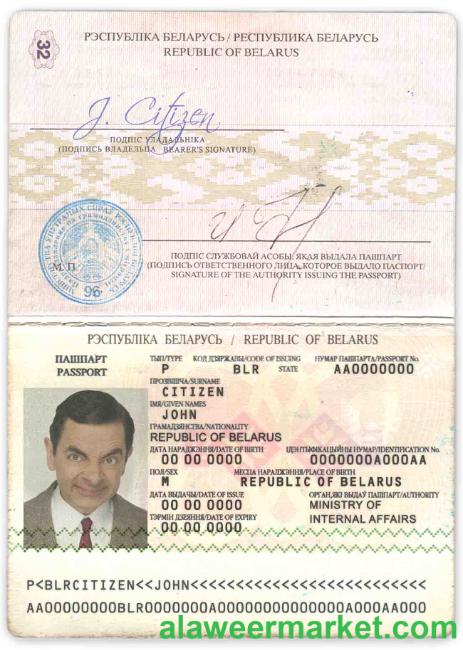 32
РЭСПУБЛІКА БЕЛАРУСЬ / РЕСПУБЛИКА БЕЛАРУСЬ
REPUBLIC OF BELARUS
J. Citizen
ПОДПІС УЛАДАЛЬНІКА
(ПОДПИСЬ ВЛАДЕЛЬЦА BEARER'S SIGNATURE)
М.П.
96
ПОДПІС СЛУЖБОВАЙ АСОБЫ, ЯКАЯ ВЫДАЛА ПАШПАРТ
(ПОДПИСЬ ОТВЕТСТВЕННОГО ЛИЦА, КОТОРОЕ ВЫДАЛО ПАСПОРТ/
SIGNATURE OF THE AUTHORITY ISSUING THE PASSPORT)
РЭСПУБЛІКА БЕЛАРУСЬ / REPUBLIC OF BELARUS
ПАШПАРТ
PASSPORT
ТЫП/TYPE КОД ДЗЯРЖАВЫ/CODE OF ISSUING STATE НУМАР ПАШПАРТА/PASSPORT No.
P BLR AA0000000
ПРОЗВІШЧА/SURNAME
CITIZEN
ІМЯ/GIVEN NAMES
JOHN
ГРАМАДЗЯНСТВА/NATIONALITY
REPUBLIC OF BELARUS
ДАТА НАРАДЖЭННЯ/DATE OF BIRTH ІДЭНТЫФІКАЦЫЙНЫ НУМАР/IDENTIFICATION No.
00 00 0000 0000000A000AA
ПОЛ/SEX МЕСЦА НАРАДЖЭННЯ/PLACE OF BIRTH
M REPUBLIC OF BELARUS
ДАТА ВЫДАЧЫ/DATE OF ISSUE ОРГАН, ЯКІ ВЫДАЎ ПАШПАРТ/AUTHORITY
00 00 0000 MINISTRY OF
ТЭРМІН ДЗЕЯННЯ/DATE OF EXPIRY
00 00 0000 INTERNAL AFFAIRS
P<BLRCITIZEN<<JOHN<<<<<<<<<<<<<<<<<<<<<<<<<<
AA00000000BLR0000000A00000000000000A000AA000
alaweermarket.com